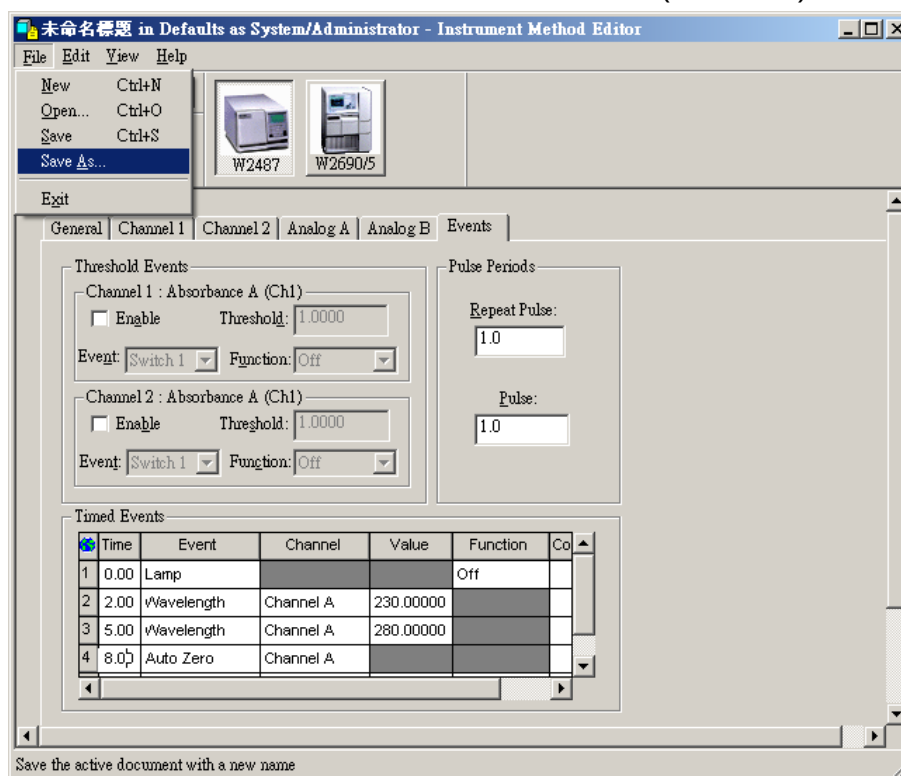 未命名標題 in Defaults as System/Administrator - Instrument Method Editor
File Edit View Help
New Ctrl+N
Open... Ctrl+O
Save Ctrl+S
Save As...
Exit
W2487 W2690/5
General Channel 1 Channel 2 Analog A Analog B Events
Threshold Events
Channel 1 : Absorbance A (Ch1)
Enable Threshold: 1.0000
Event: Switch 1 Function: Off
Channel 2 : Absorbance A (Ch1)
Enable Threshold: 1.0000
Event: Switch 1 Function: Off
Pulse Periods
Repeat Pulse:
1.0
Pulse:
1.0
Timed Events
Time Event Channel Value Function Co
1 0.00 Lamp Off
2 2.00 Wavelength Channel A 230.00000
3 5.00 Wavelength Channel A 280.00000
4 8.0 Auto Zero Channel A
Save the active document with a new name